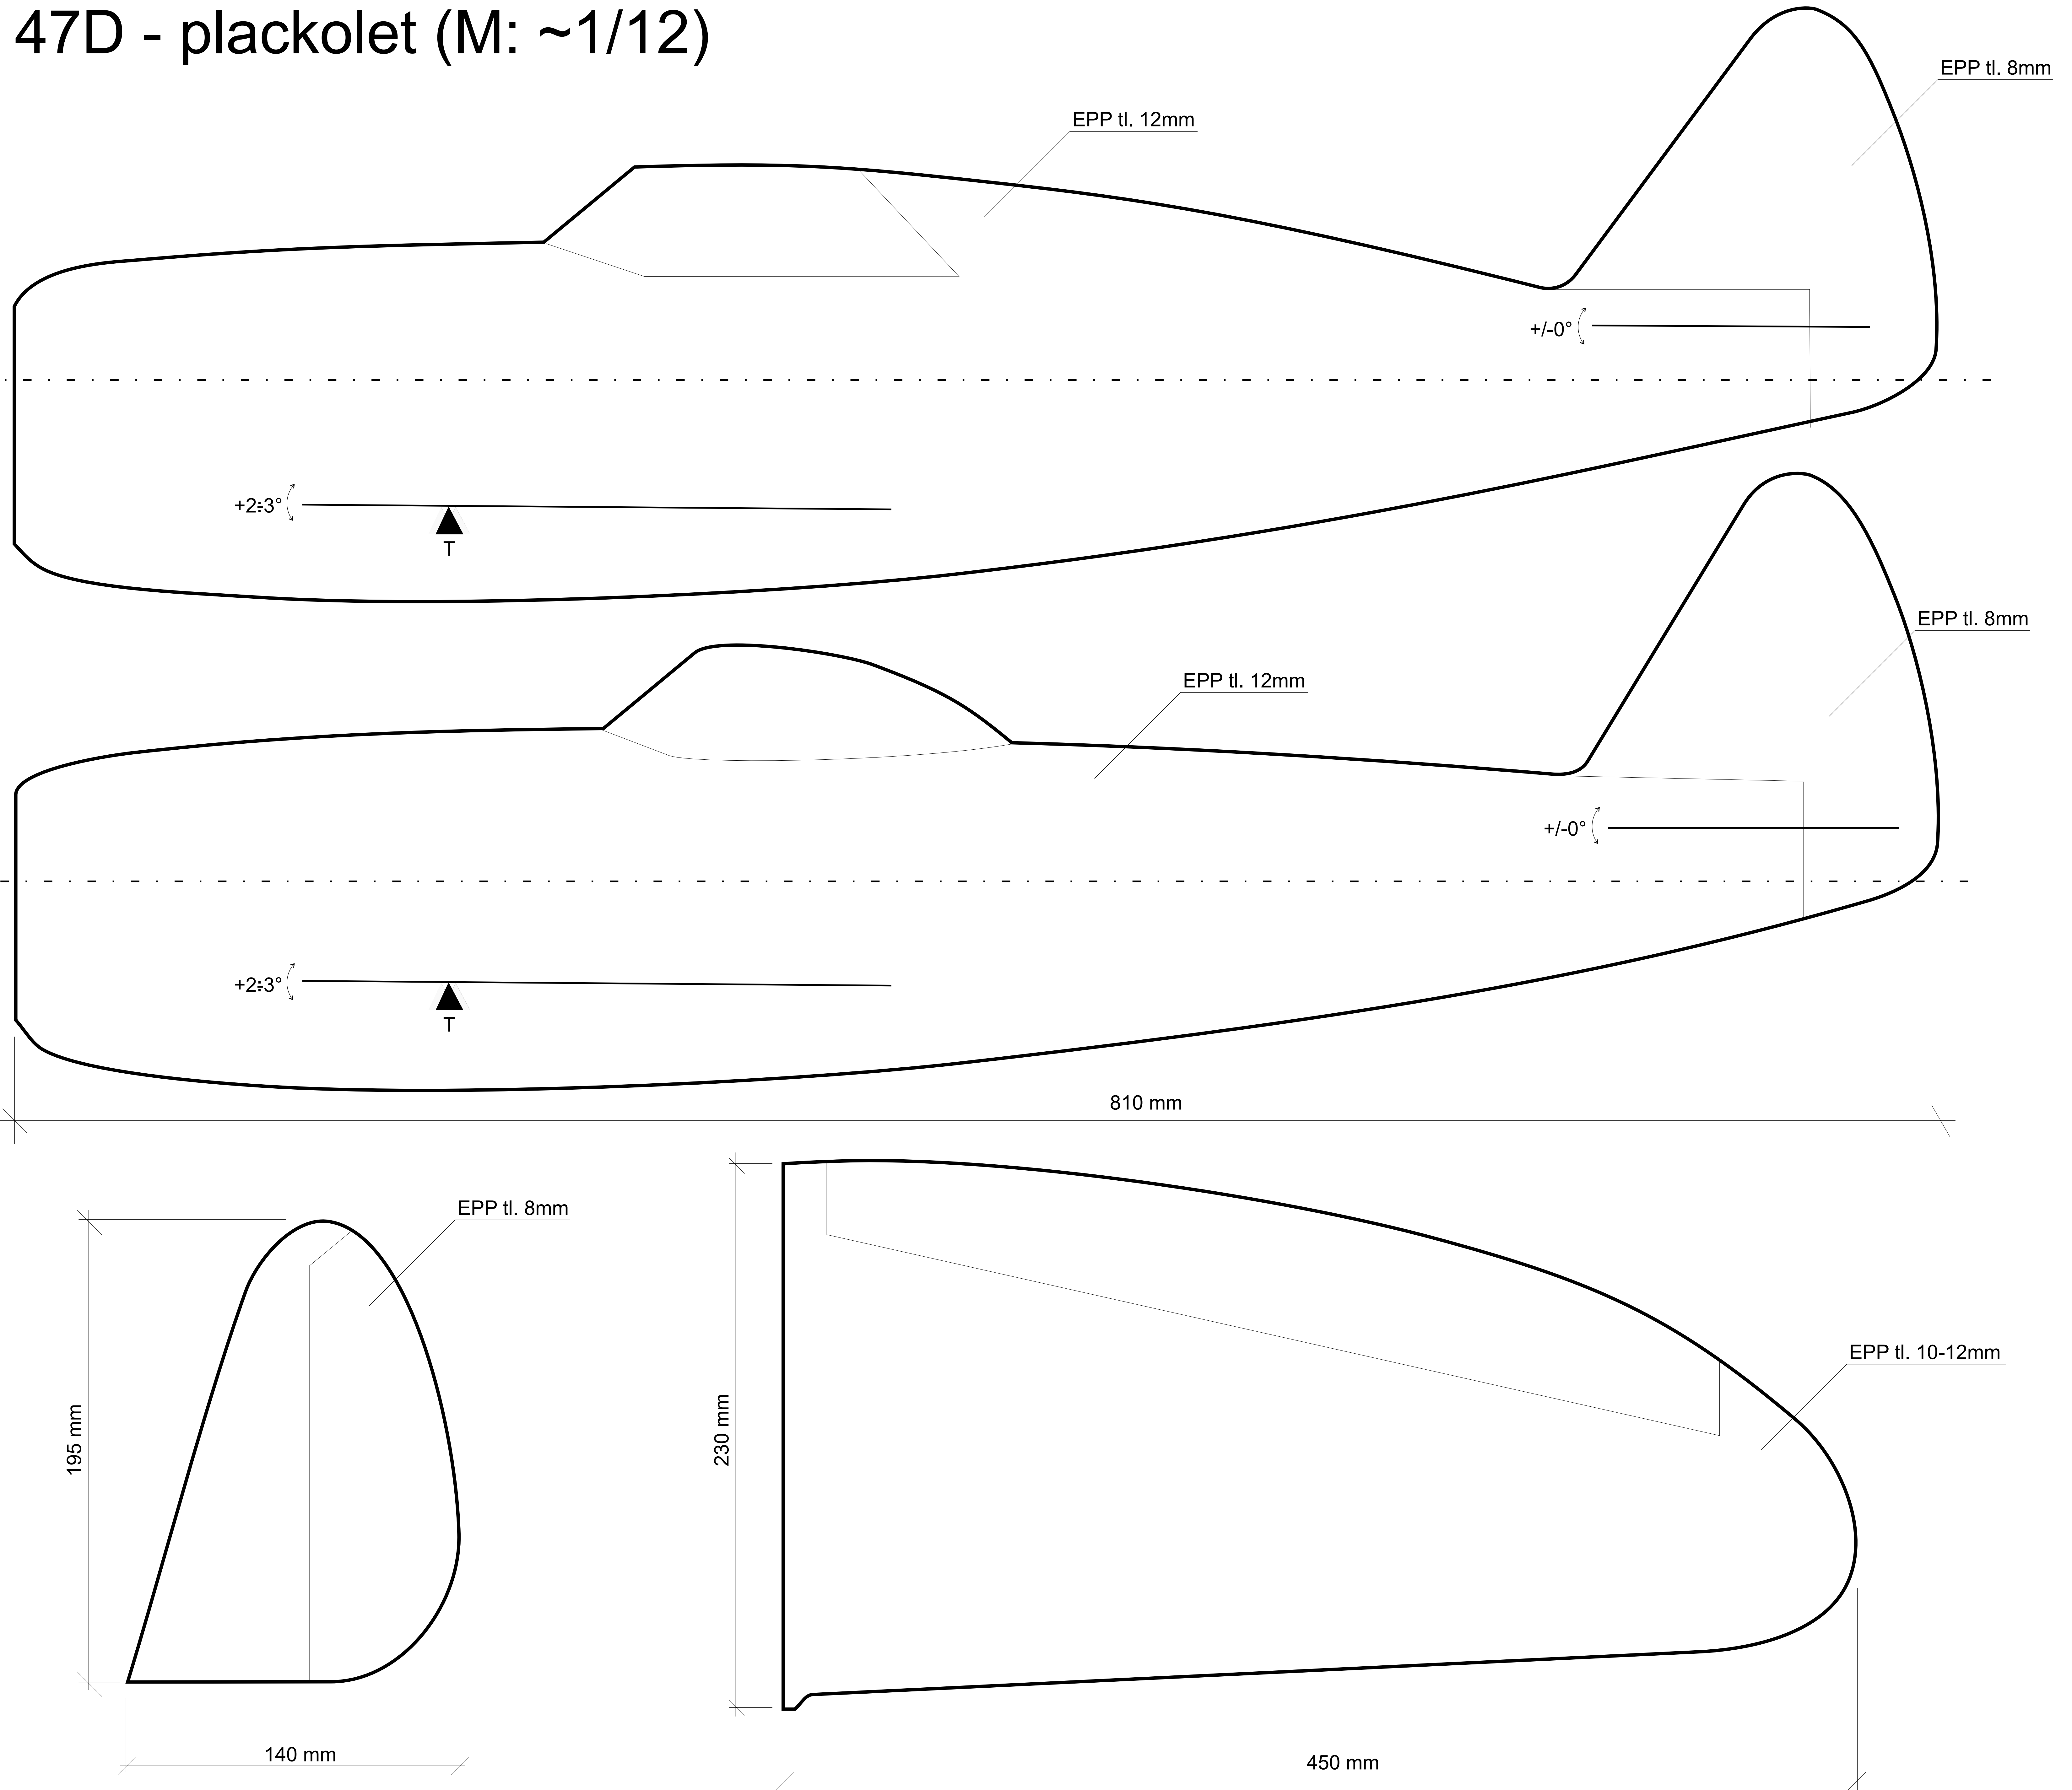 47D - plackolet (M: ~1/12)
EPP tl. 8mm
EPP tl. 12mm
+/-0°
+2÷3°
T
EPP tl. 8mm
EPP tl. 12mm
+/-0°
+2÷3°
T
810 mm
EPP tl. 8mm
195 mm
140 mm
230 mm
EPP tl. 10-12mm
450 mm